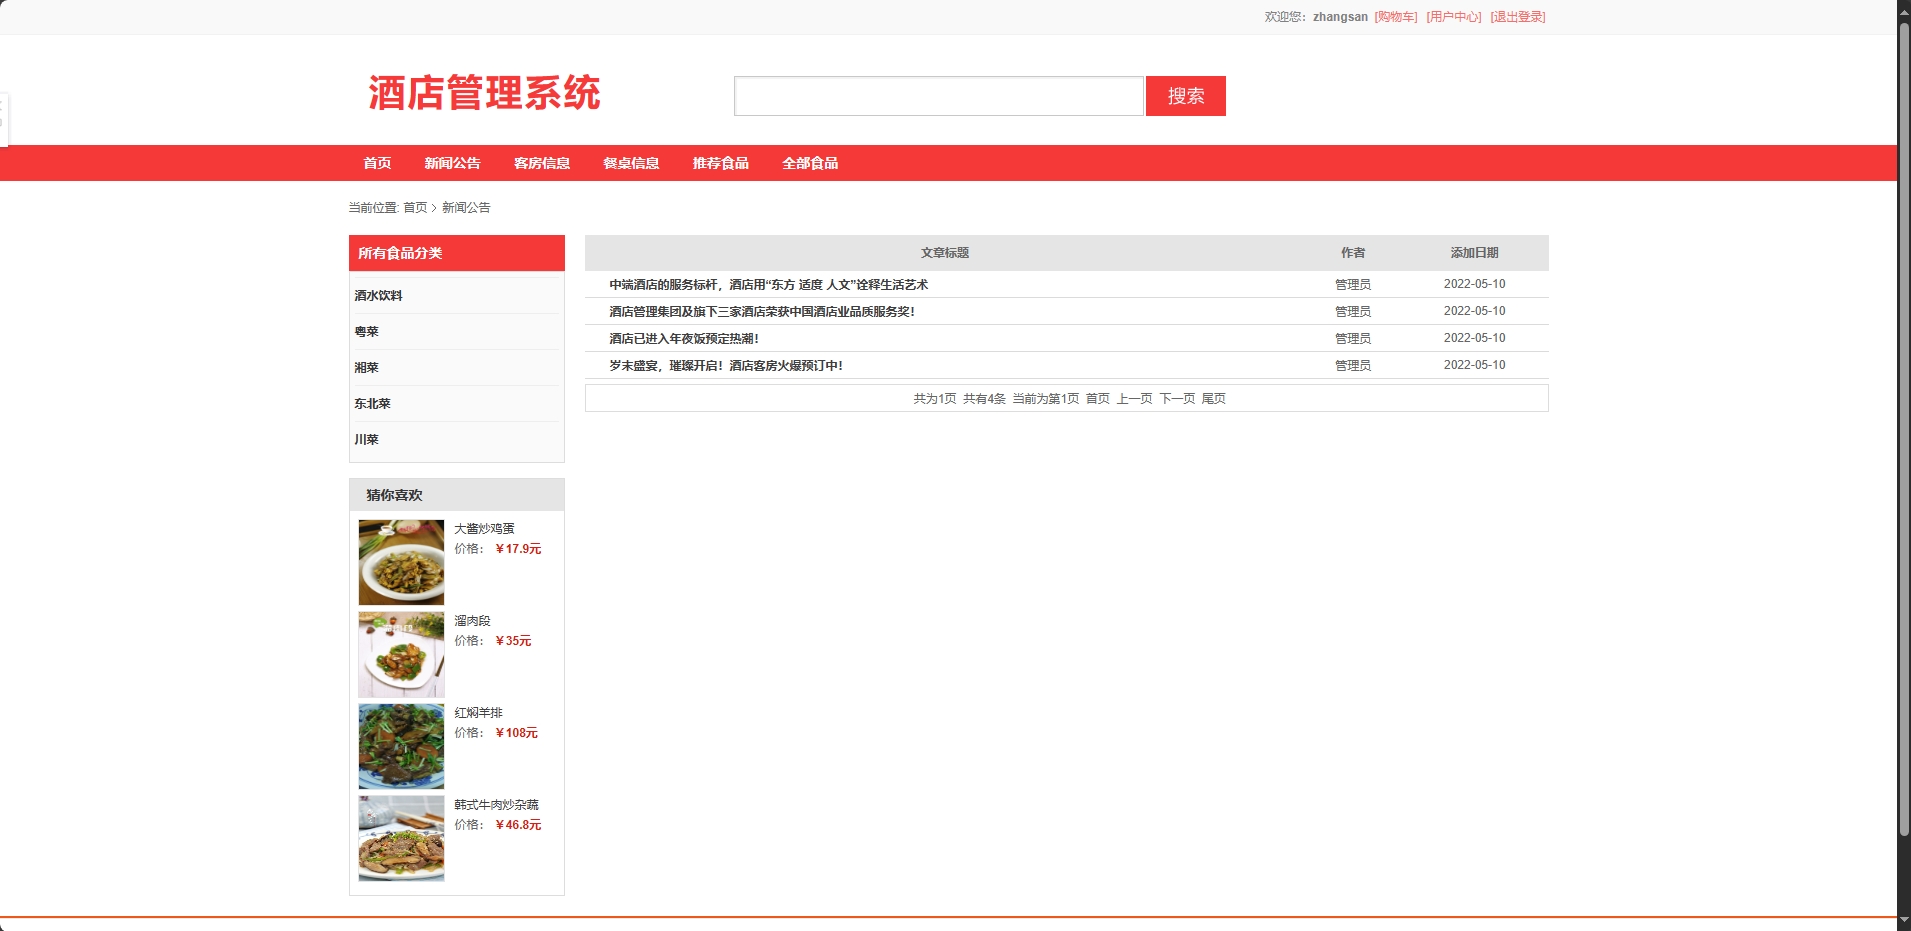 欢迎您：zhangsan [购物车] [用户中心] [退出登录]
酒店管理系统
搜索
首页 新闻公告 客房信息 餐桌信息 推荐食品 全部食品
当前位置: 首页 > 新闻公告
所有食品分类
酒水饮料
粤菜
湘菜
东北菜
川菜
文章标题 作者 添加日期
中端酒店的服务标杆，酒店用“东方 适度 人文”诠释生活艺术 管理员 2022-05-10
酒店管理集团及旗下三家酒店荣获中国酒店业品质服务奖！ 管理员 2022-05-10
酒店已进入年夜饭预定热潮！ 管理员 2022-05-10
岁末盛宴，璀璨开启！酒店客房火爆预订中！ 管理员 2022-05-10
共为1页 共有4条 当前为第1页 首页 上一页 下一页 尾页
猜你喜欢
大酱炒鸡蛋
价格：￥17.9元
溜肉段
价格：￥35元
红焖羊排
价格：￥108元
韩式牛肉炒杂蔬
价格：￥46.8元